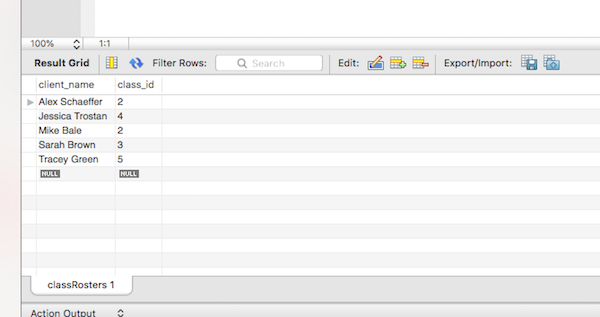 100% 1:1
Result Grid Filter Rows: Search Edit: Export/Import:
client_name class_id
Alex Schaeffer 2
Jessica Trostan 4
Mike Bale 2
Sarah Brown 3
Tracey Green 5
NULL NULL
classRosters 1
Action Output